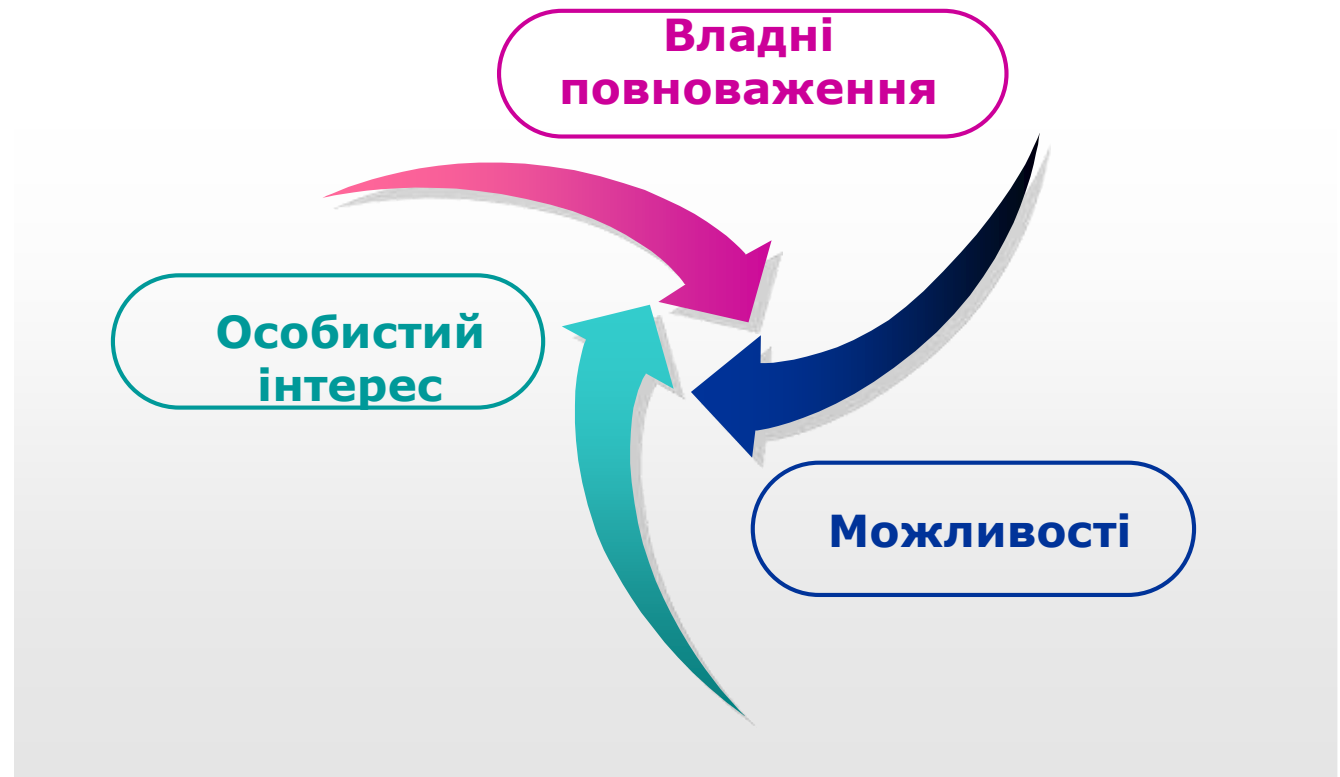 Владні
повноваження
Особистий
інтерес
Можливості